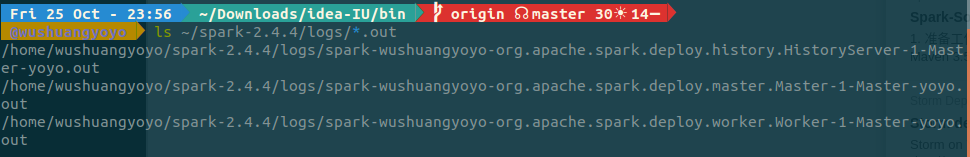 Fri 25 Oct - 23:56 ~/Downloads/idea-IU/bin origin master 30☀14—
@wushuangyoyo ls ~/spark-2.4.4/logs/*.out
/home/wushuangyoyo/spark-2.4.4/logs/spark-wushuangyoyo-org.apache.spark.deploy.history.HistoryServer-1-Mast
er-yoyo.out
/home/wushuangyoyo/spark-2.4.4/logs/spark-wushuangyoyo-org.apache.spark.deploy.master.Master-1-Master-yoyo.
out
/home/wushuangyoyo/spark-2.4.4/logs/spark-wushuangyoyo-org.apache.spark.deploy.worker.Worker-1-Master-yoyo.
out
Spark-So
Storm on